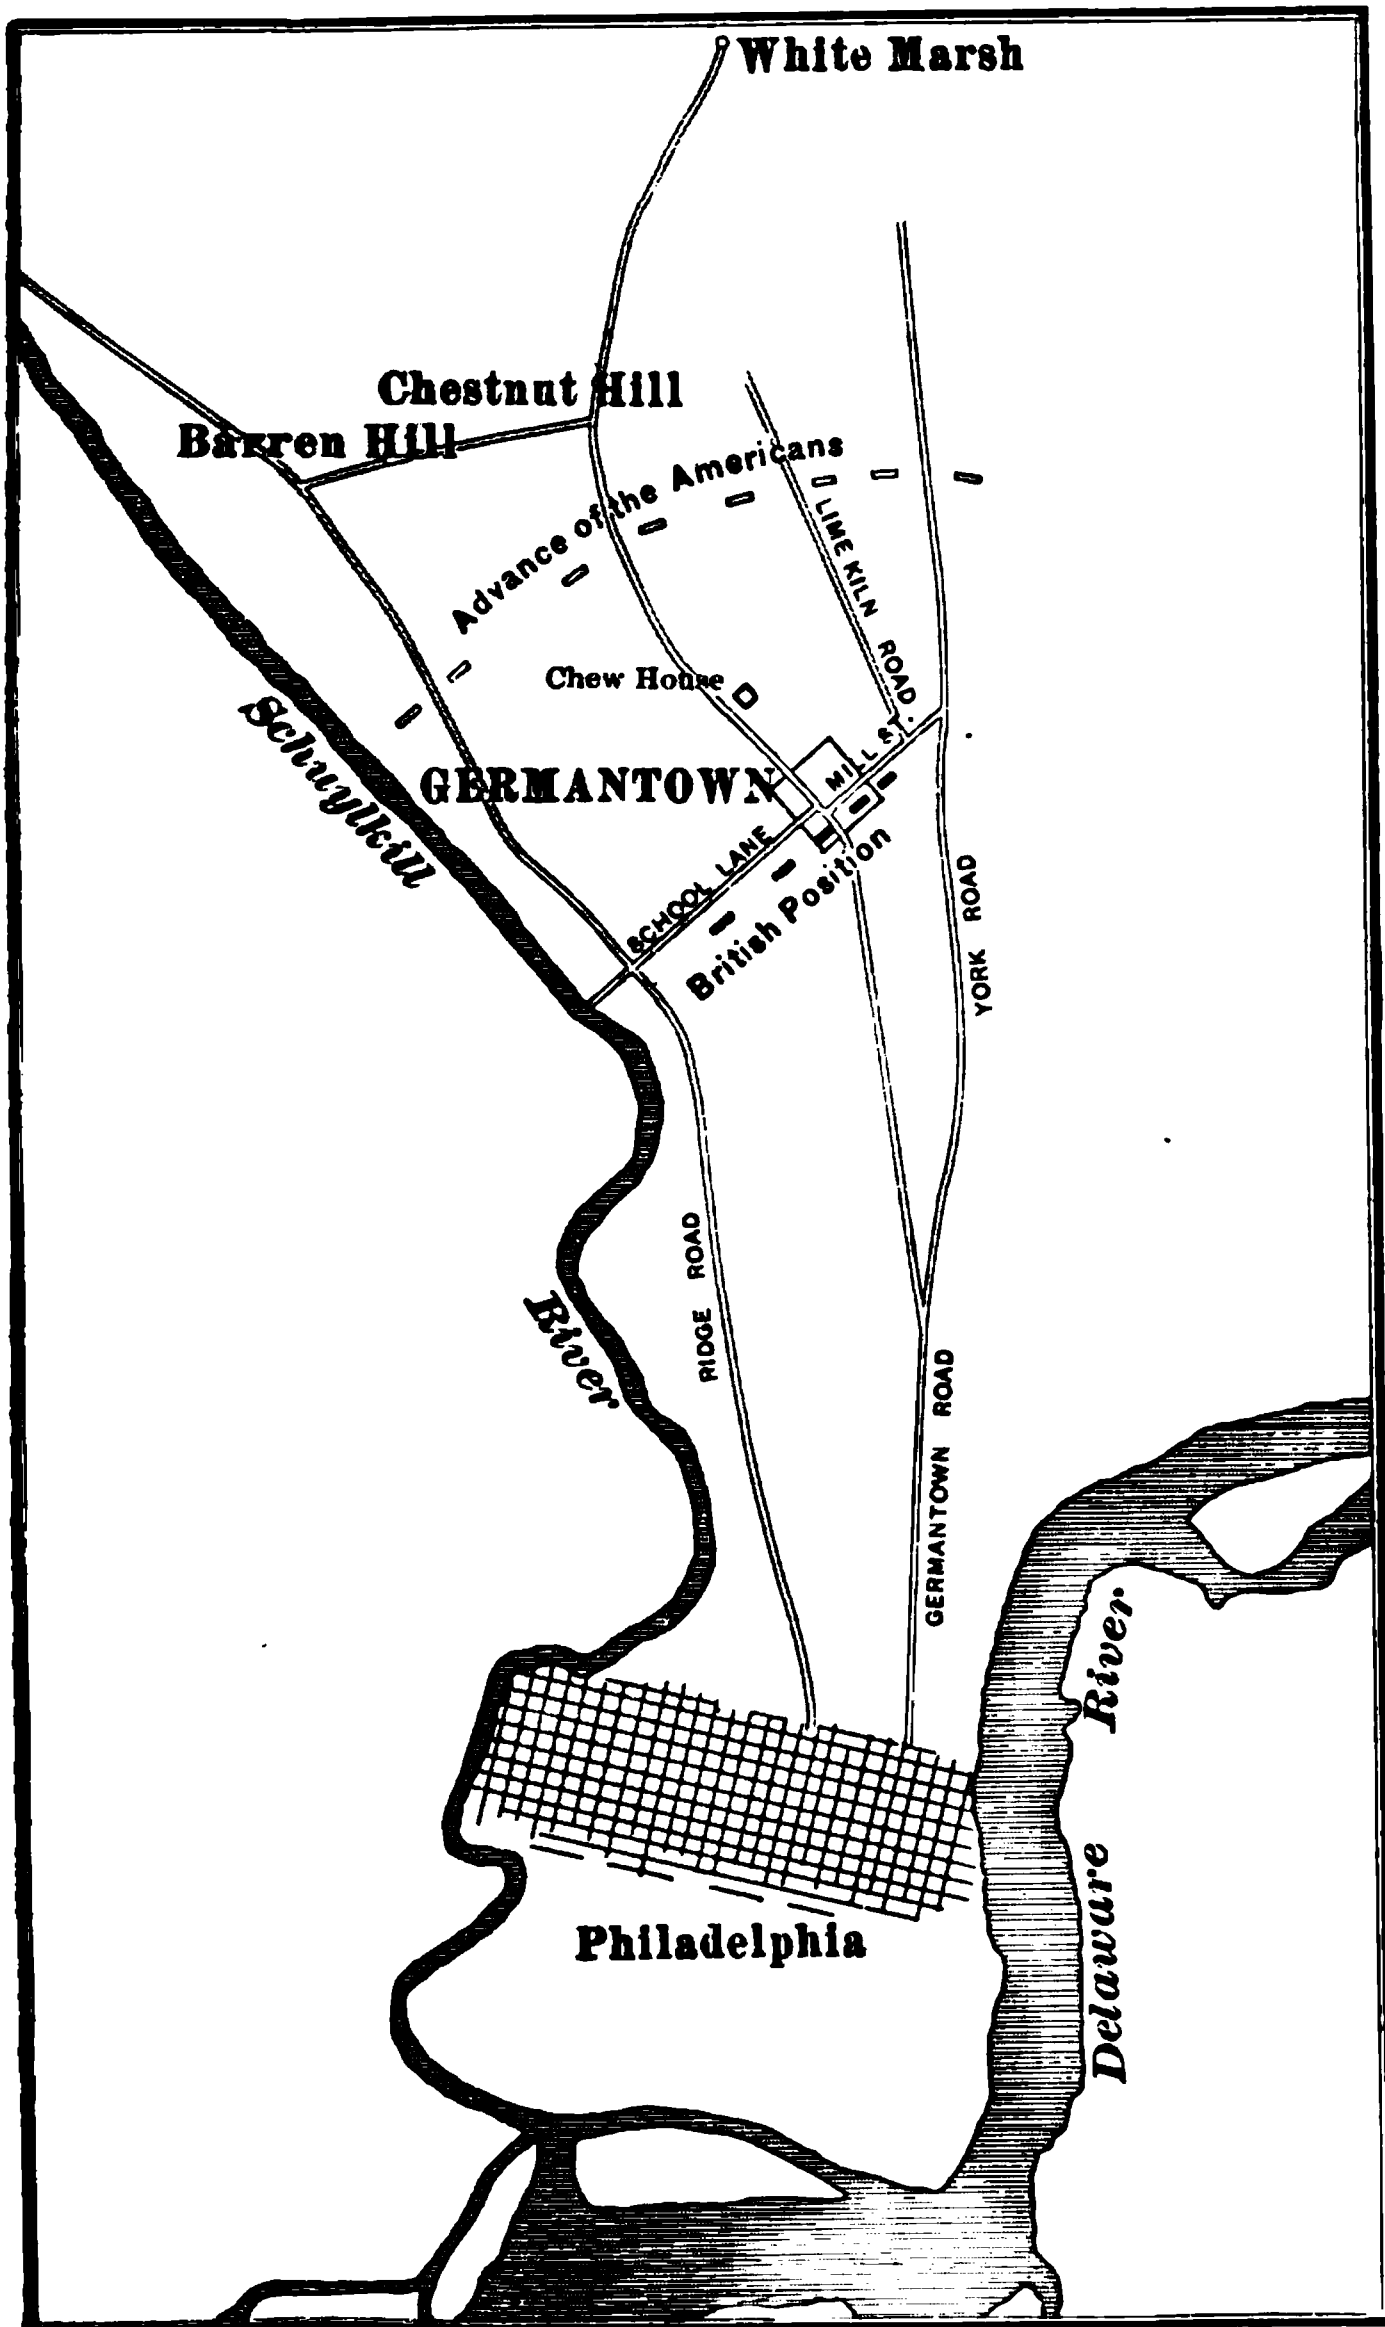 White Marsh
Chestnut Hill
Barren Hill
Advance of the Americans
LIME KILN ROAD
Chew House
Schuylkill
GERMANTOWN
MILL ST.
SCHOOL LANE
British Position
YORK ROAD
River
RIDGE ROAD
GERMANTOWN ROAD
River
Delaware
Philadelphia